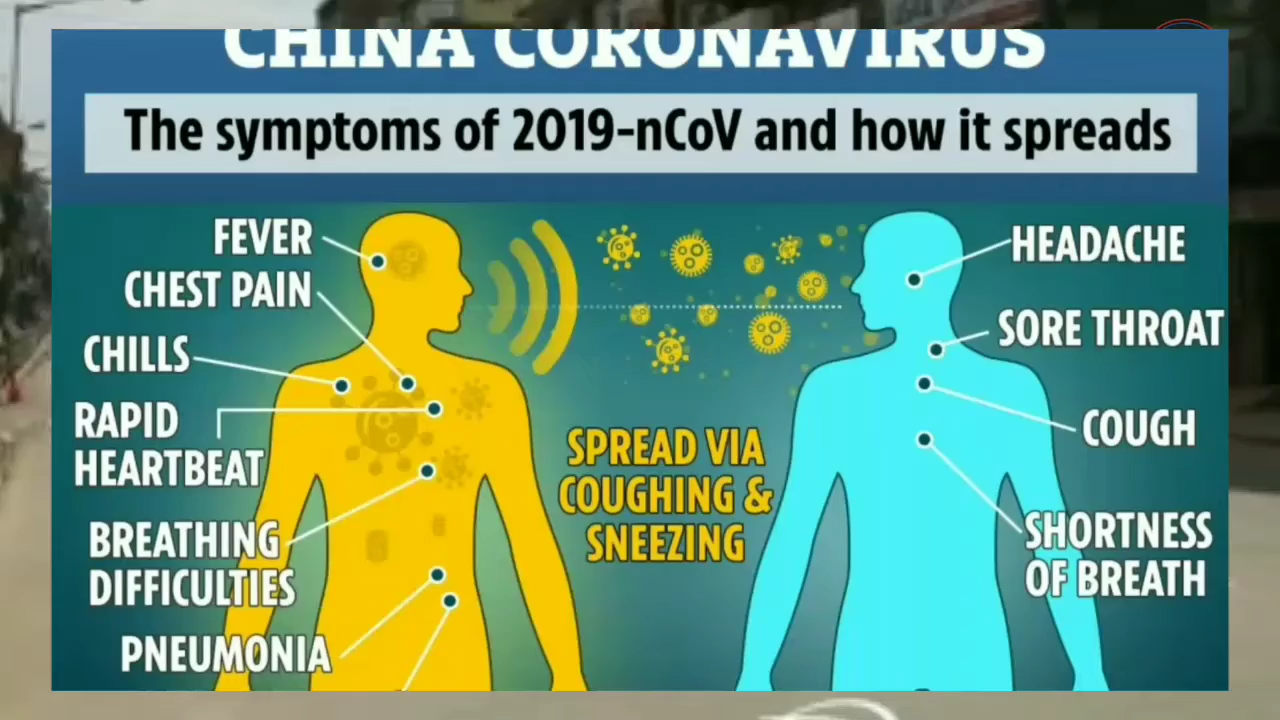 CHINA CORONAVIRUS
The symptoms of 2019-nCoV and how it spreads
FEVER
CHEST PAIN
CHILLS
RAPID
HEARTBEAT
BREATHING
DIFFICULTIES
PNEUMONIA
SPREAD VIA
COUGHING &
SNEEZING
HEADACHE
SORE THROAT
COUGH
SHORTNESS
OF BREATH